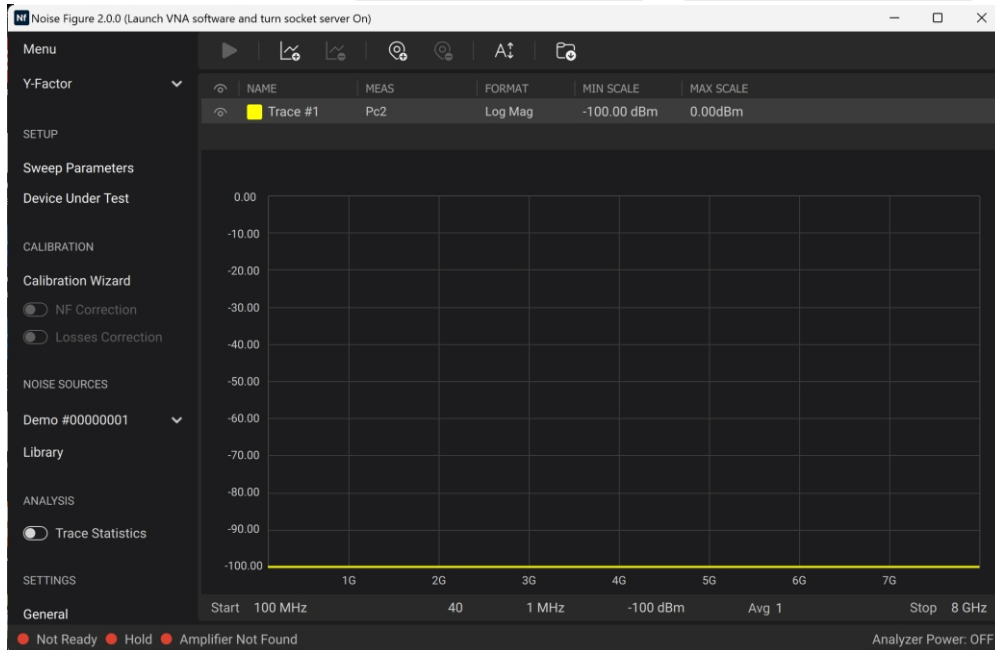 Nf Noise Figure 2.0.0 (Launch VNA software and turn socket server On)
Menu
Y-Factor
SETUP
Sweep Parameters
Device Under Test
CALIBRATION
Calibration Wizard
NF Correction
Losses Correction
NOISE SOURCES
Demo #00000001
Library
ANALYSIS
Trace Statistics
SETTINGS
General
A
NAME MEAS FORMAT MIN SCALE MAX SCALE
Trace #1 Pc2 Log Mag -100.00 dBm 0.00dBm
0.00
-10.00
-20.00
-30.00
-40.00
-50.00
-60.00
-70.00
-80.00
-90.00
-100.00
1G 2G 3G 4G 5G 6G 7G
Start 100 MHz 40 1 MHz -100 dBm Avg 1 Stop 8 GHz
Not Ready Hold Amplifier Not Found Analyzer Power: OFF